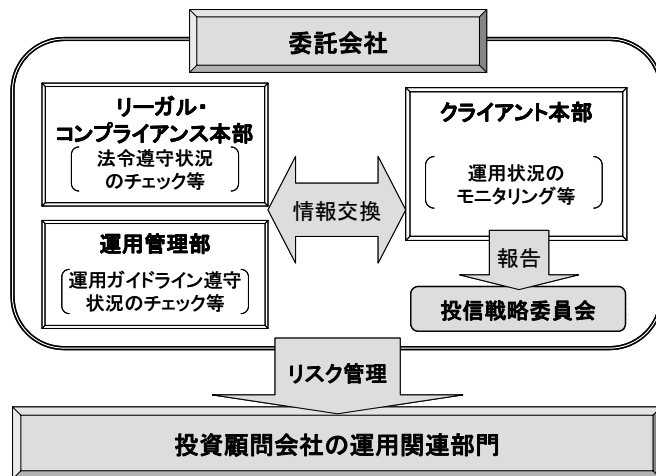 委託会社
リーガル・
コンプライアンス本部
法令遵守状況
のチェック等
運用管理部
運用ガイドライン遵守
状況のチェック等
情報交換
クライアント本部
運用状況の
モニタリング等
報告
投信戦略委員会
リスク管理
投資顧問会社の運用関連部門